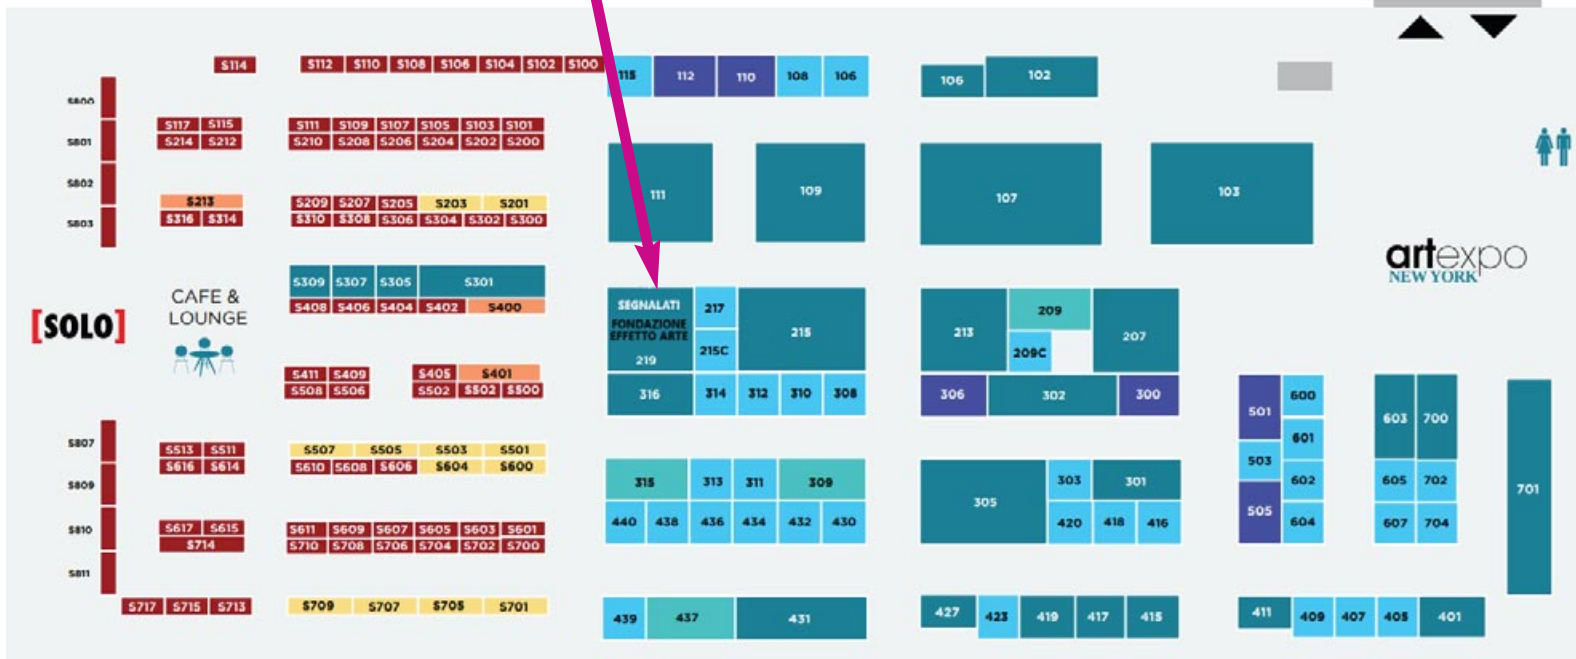 S114
S112 S110 S108 S106 S104 S102 S100
115 112 110 108 106
106 102
S800
S117 S115
S111 S109 S107 S105 S103 S101
S801
S214 S212
S210 S208 S206 S204 S202 S200
S802
111 109 107 103
S213
S209 S207 S205 S203 S201
S803
S316 S314
S310 S308 S306 S304 S302 S300
artexpo
NEW YORK
S309 S307 S305 S301
CAFE &
LOUNGE
S408 S406 S404 S402 S400
[SOLO]
SEGNALATI
FONDAZIONE
EFFETTO ARTE
219
217
215C
215
213 209 207
209C
S411 S409 S405 S401
S508 S506 S502 S502 S500
316 314 312 310 308
306 302 300
501 600
601
503
602
505
604
603 700
605 702
607 704
701
S807
S513 S511
S507 S505 S503 S501
S616 S614
S610 S608 S606 S604 S600
S809
315 313 311 309
440 438 436 434 432 430
305 303 301
420 418 416
S810
S617 S615
S611 S609 S607 S605 S603 S601
S714
S710 S708 S706 S704 S702 S700
S811
S717 S715 S713
S709 S707 S705 S701
439 437 431
427 423 419 417 415
411 409 407 405 401